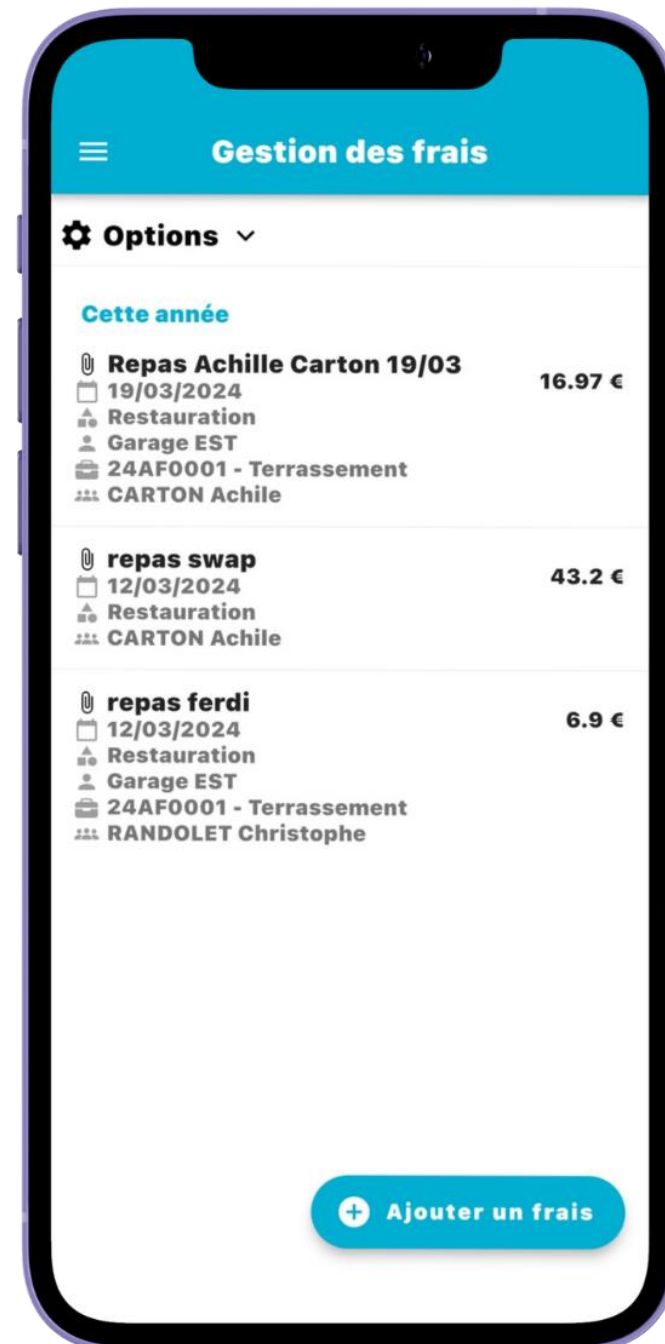 Gestion des frais
Options
Cette année
Repas Achille Carton 19/03
16.97 €
19/03/2024
Restauration
Garage EST
24AF0001 - Terrassement
CARTON Achile
repas swap
43.2 €
12/03/2024
Restauration
CARTON Achile
repas ferdi
6.9 €
12/03/2024
Restauration
Garage EST
24AF0001 - Terrassement
RANDOLET Christophe
Ajouter un frais